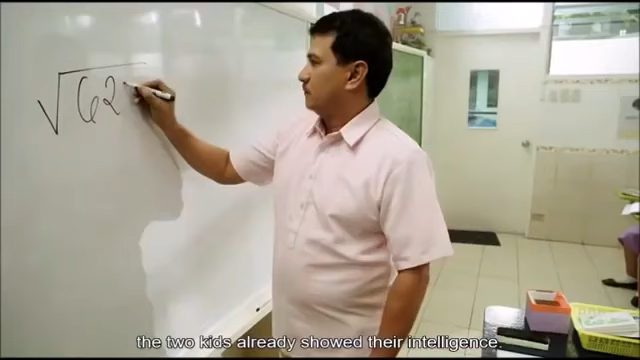 √62
the two kids already showed their intelligence.